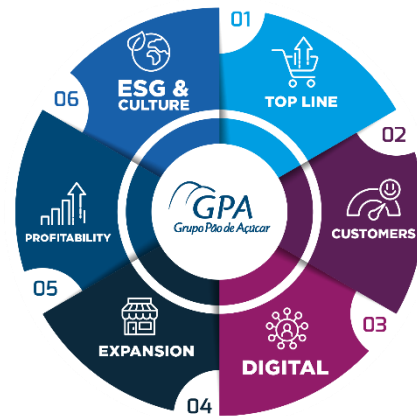 01
TOP LINE
02
CUSTOMERS
03
DIGITAL
04
EXPANSION
05
PROFITABILITY
06
ESG &
CULTURE
GPA
Grupo Pão de Açúcar